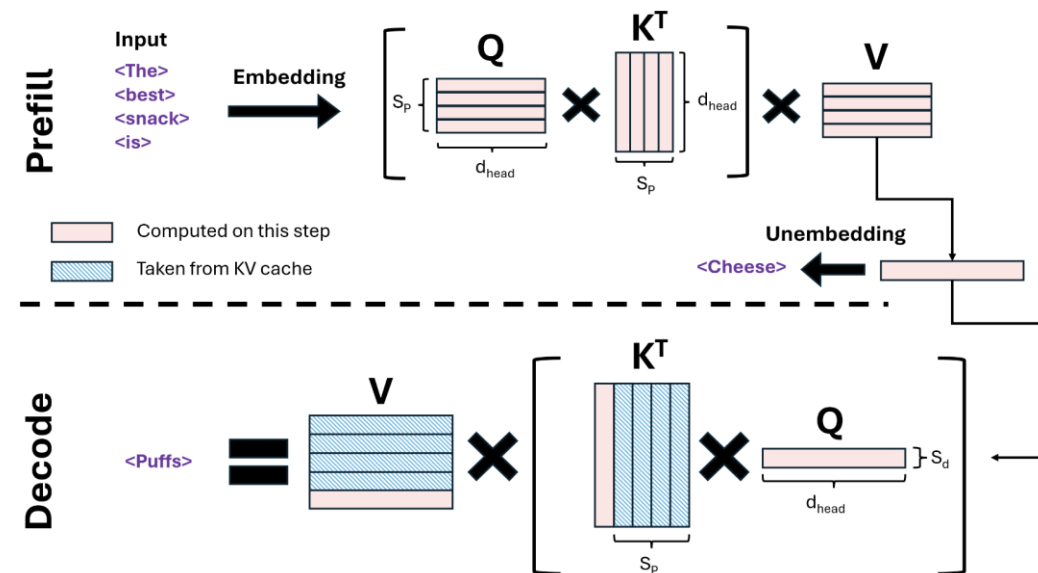 Prefill
Input
<The>
<best>
<snack>
<is>
Embedding
Q
S_P
d_head
K^T
d_head
S_P
V
Computed on this step
Taken from KV cache
Unembedding
<Cheese>
Decode
<Puffs>
V
K^T
S_P
Q
S_d
d_head